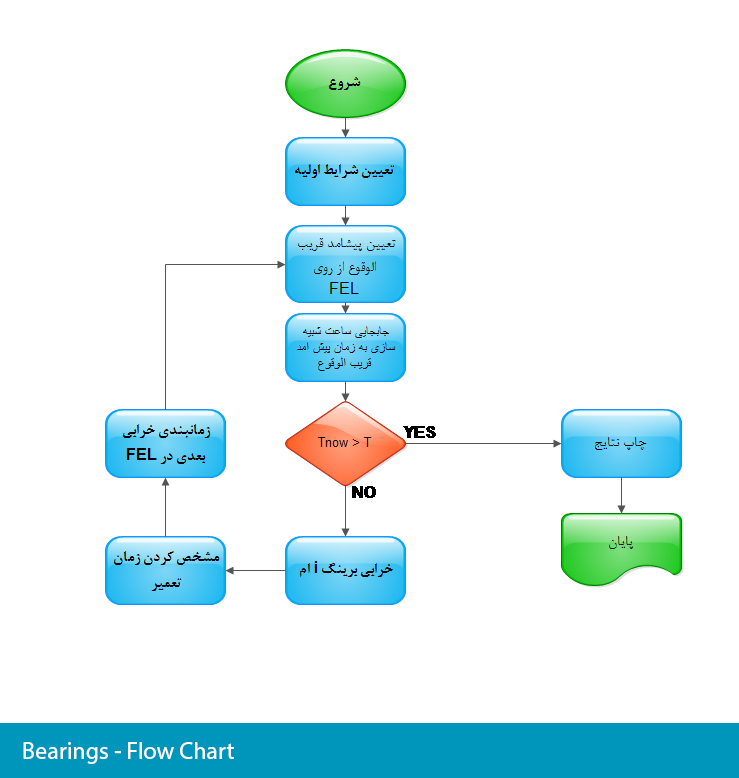 شروع
تعیین شرایط اولیه
تعیین پیشامد قریب
الوقوع از روی
FEL
جابجایی ساعت شبیه
سازی به زمان پیش امد
قریب الوقوع
Tnow > T
YES
NO
چاپ نتایج
پایان
خرابی برینگ i ام
مشخص کردن زمان
تعمیر
زمانبندی خرابی
بعدی در FEL
Bearings - Flow Chart